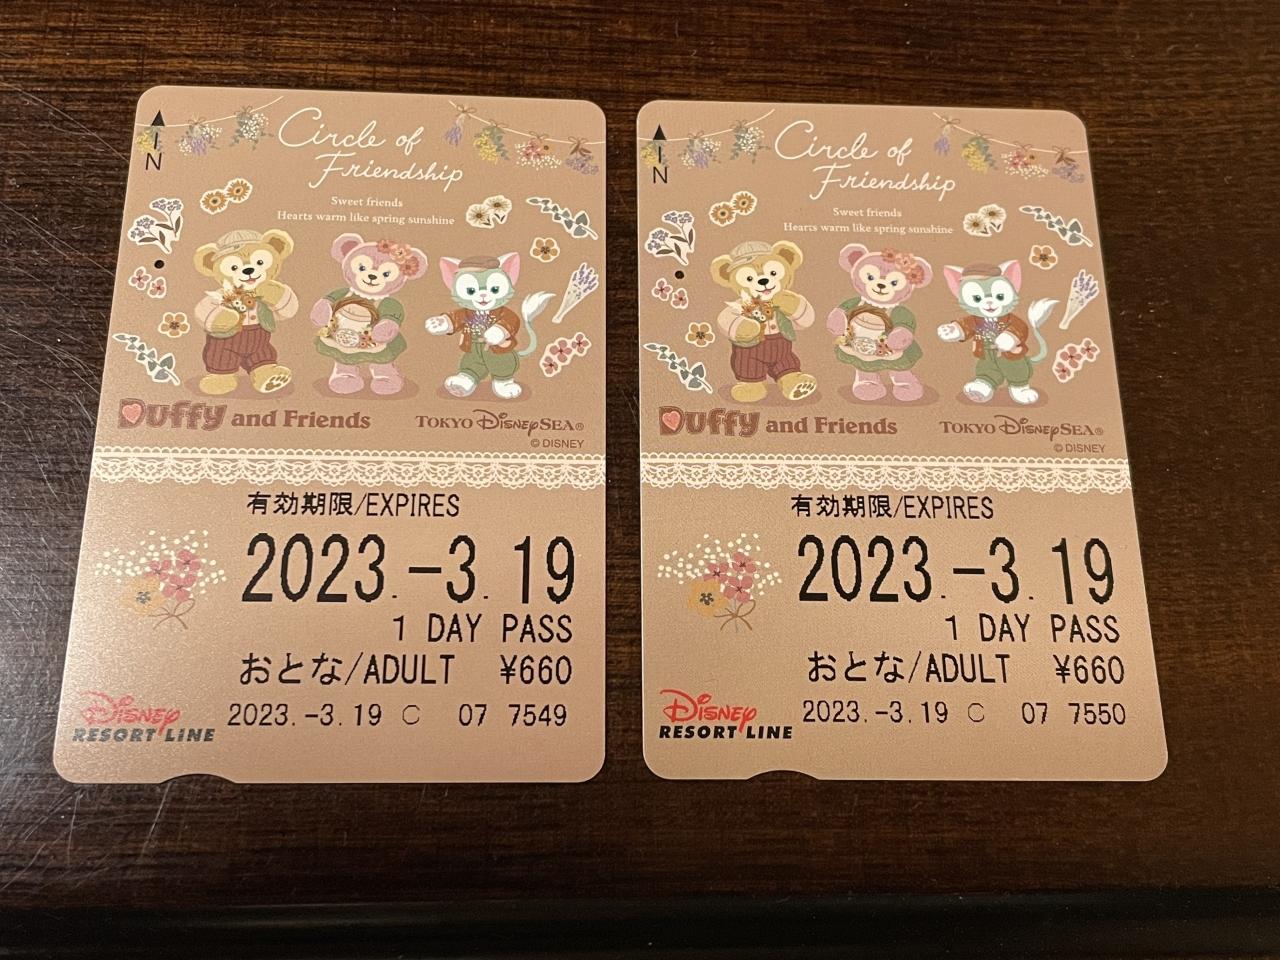 Circle of
Friendship
Sweet friends
Hearts warm like spring sunshine
N
Duffy and Friends
TOKYO DISNEYSEA®
© DISNEY
有効期限/EXPIRES
2023.-3.19
1 DAY PASS
おとな/ADULT ¥660
2023.-3.19 C 07 7549
DISNEY
RESORT LINE
Circle of
Friendship
Sweet friends
Hearts warm like spring sunshine
N
Duffy and Friends
TOKYO DISNEYSEA®
© DISNEY
有効期限/EXPIRES
2023.-3.19
1 DAY PASS
おとな/ADULT ¥660
2023.-3.19 C 07 7550
DISNEY
RESORT LINE